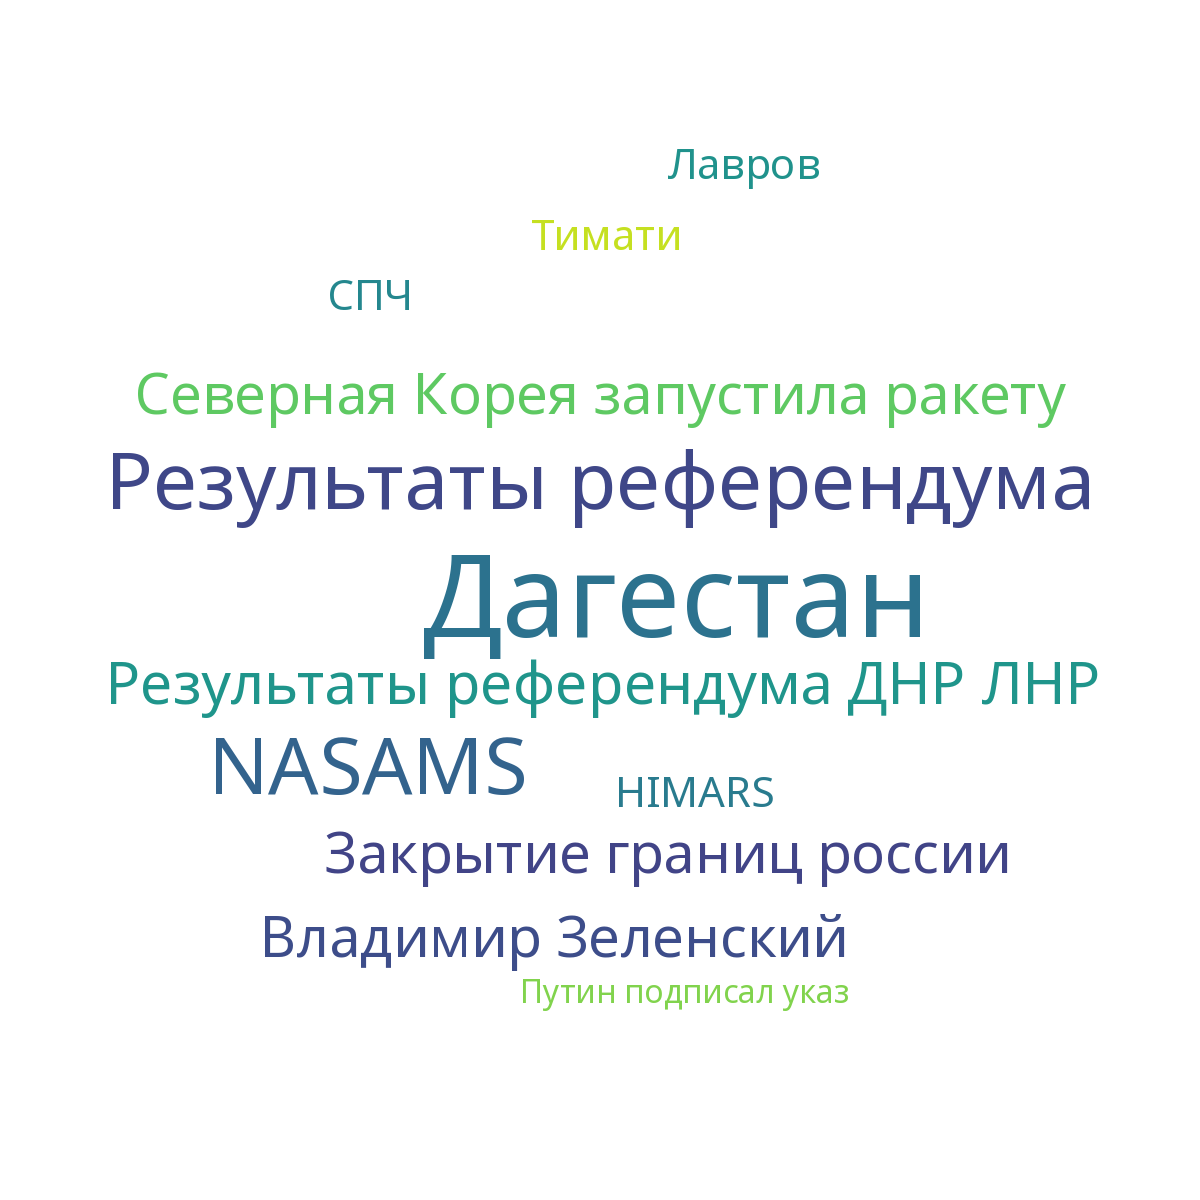 Лавров
Тимати
СПЧ
Северная Корея запустила ракету
Результаты референдума
Дагестан
Результаты референдума ДНР ЛНР
NASAMS
HIMARS
Закрытие границ россии
Владимир Зеленский
Путин подписал указ